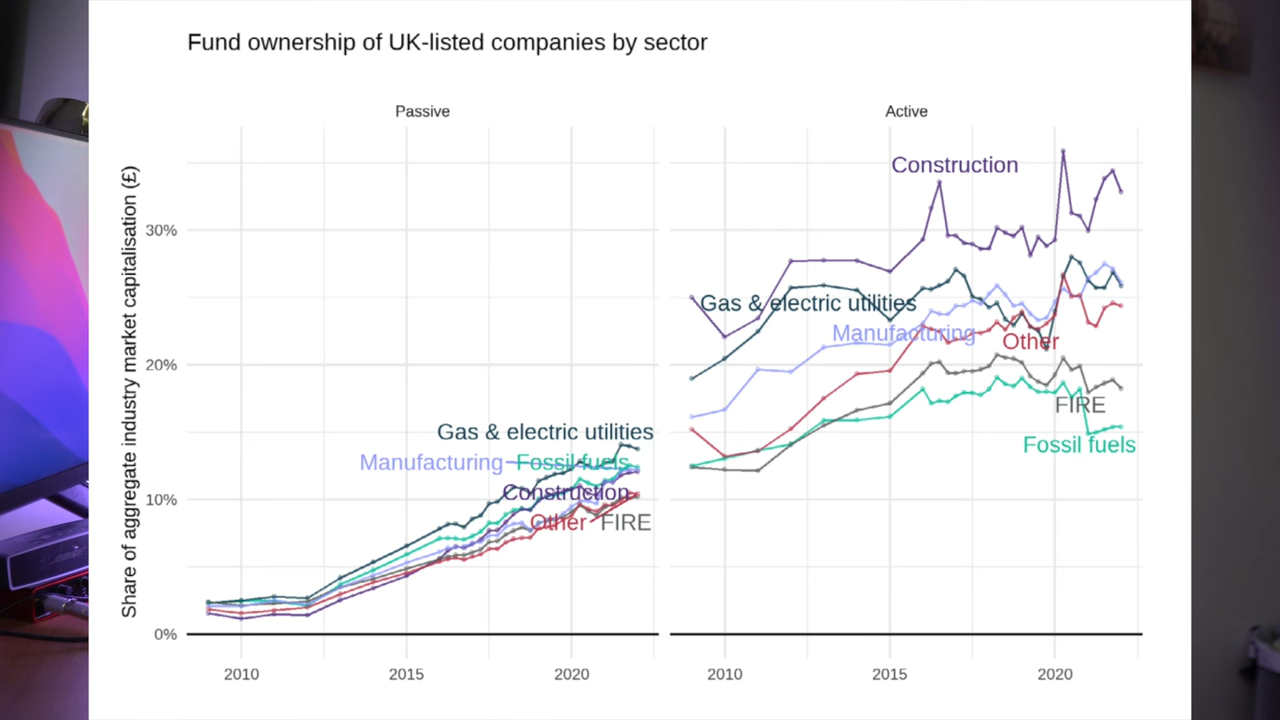 Fund ownership of UK-listed companies by sector
Passive
Active
Share of aggregate industry market capitalisation (£)
30%
20%
10%
0%
Gas & electric utilities
Manufacturing
Fossil fuels
Construction
Other
FIRE
2010
2015
2020
Construction
Gas & electric utilities
Manufacturing
Other
FIRE
Fossil fuels
2010
2015
2020